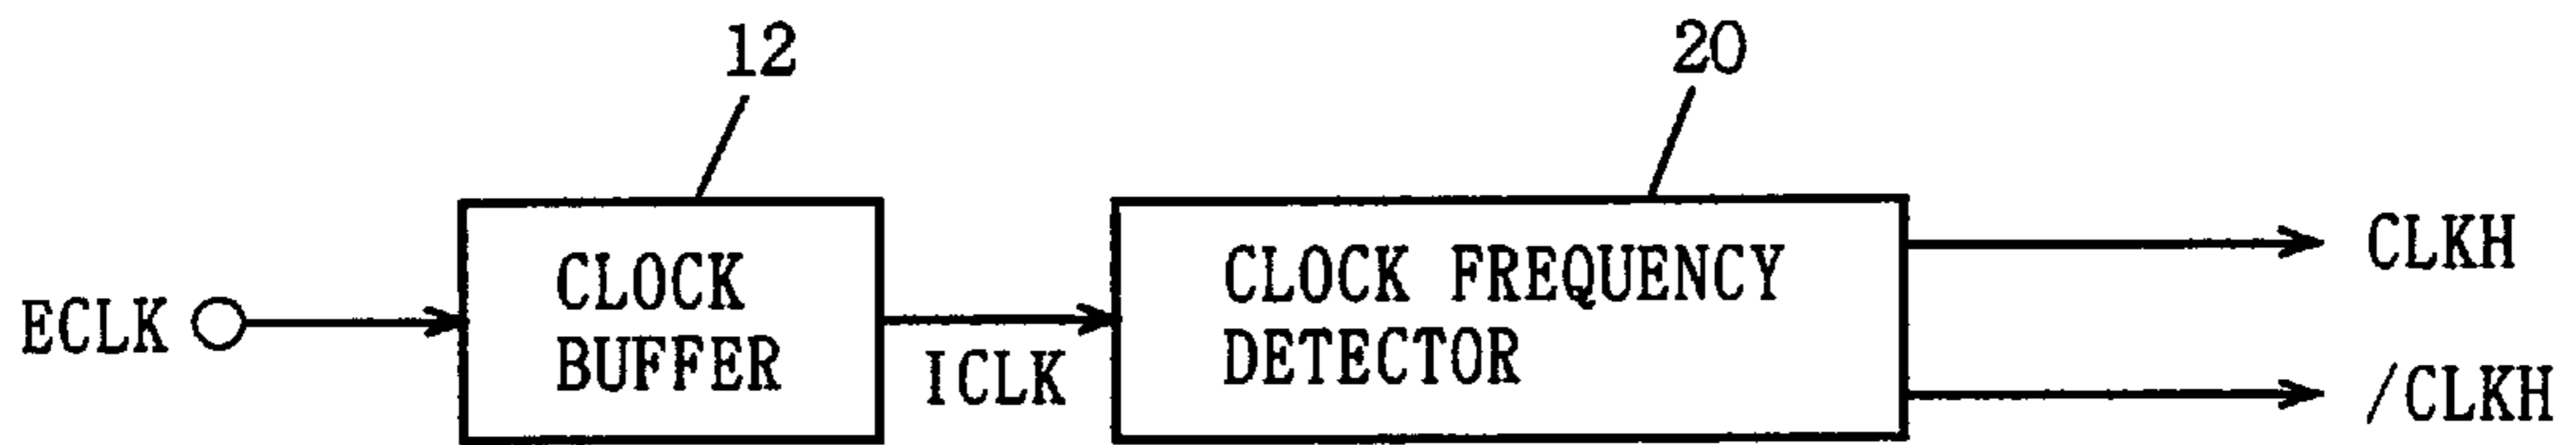 12
20
ECLK
CLOCK
BUFFER
ICLK
CLOCK FREQUENCY
DETECTOR
CLKH
/CLKH